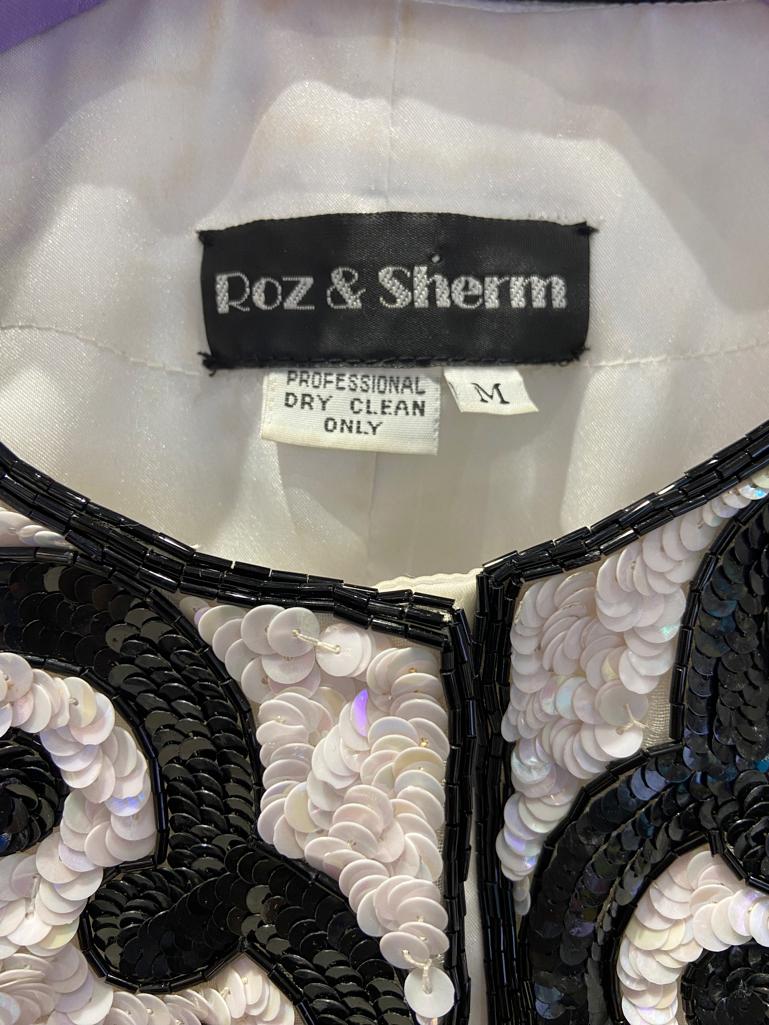 Roz & Sherm
PROFESSIONAL
DRY CLEAN
ONLY
M